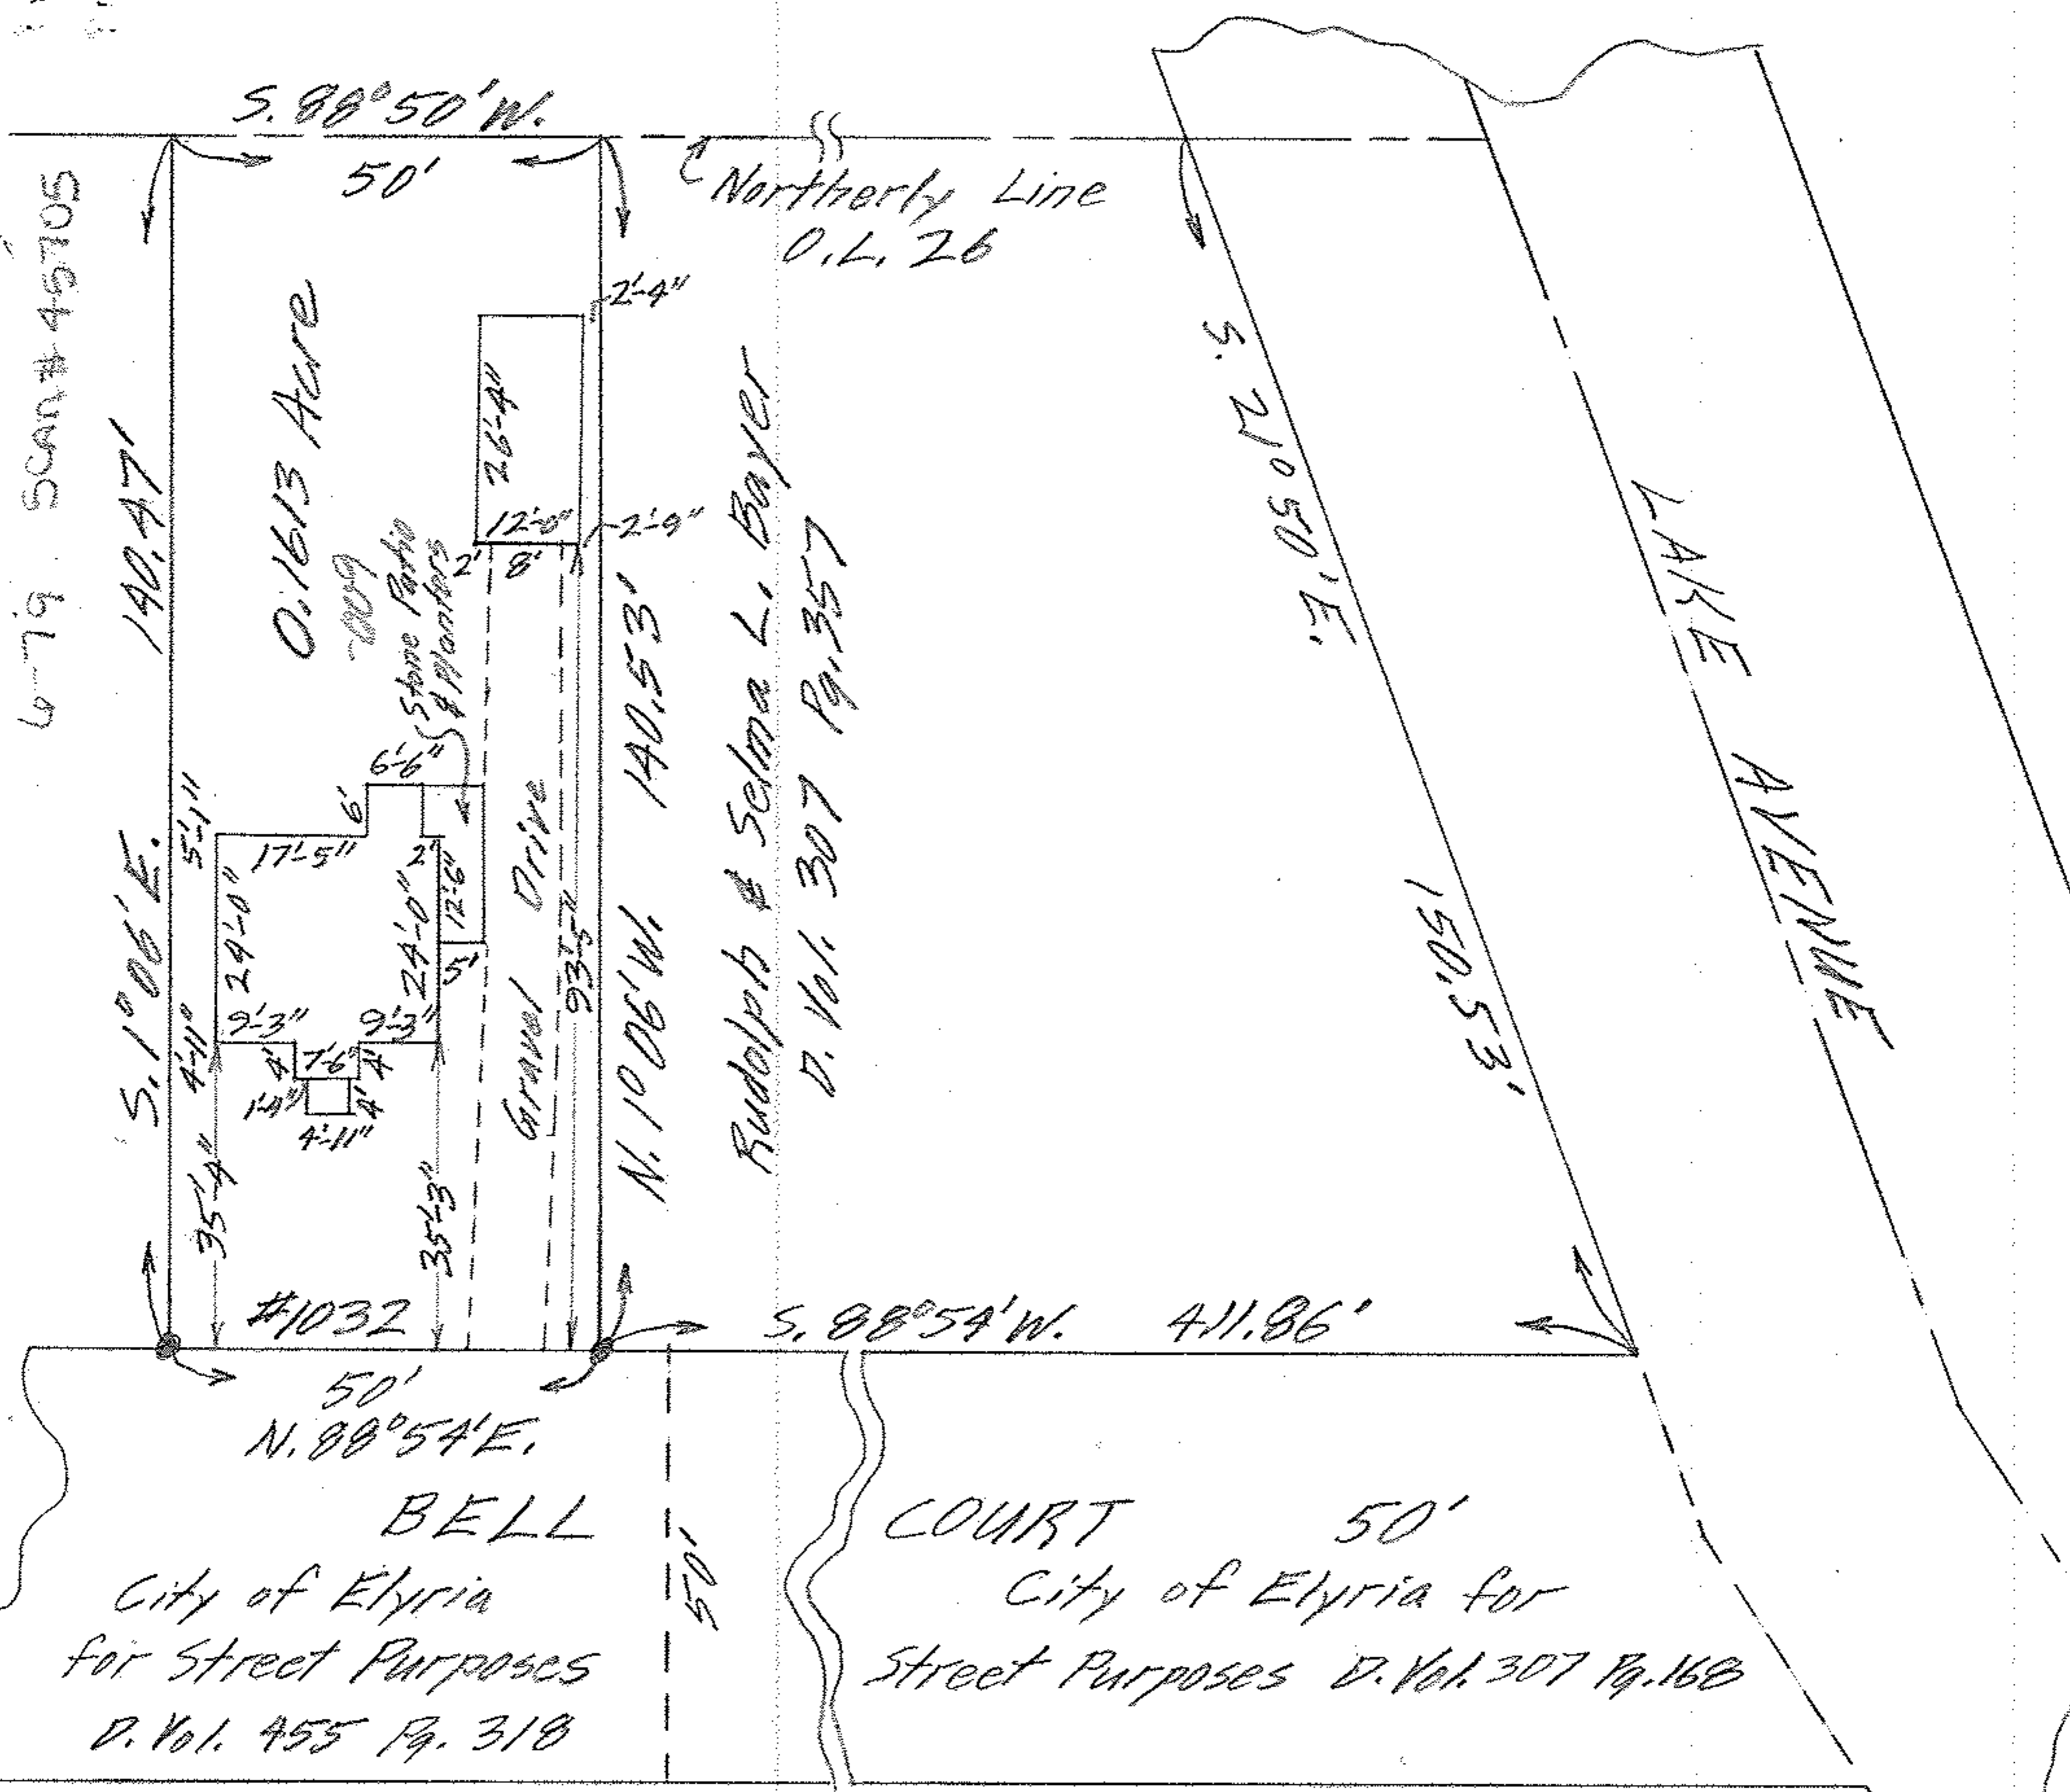 S. 88°50'W.
50'
Northerly Line
O.L. 26
Scan# 45705
6-79
S. 1°06'E. 140.47'
0.1613 Acre
2'-4"
26'-4"
12'-0"
2'-9"
2'
8'
Stone Patio
& Planters
6'-6"
6'
5'-1"
17'-5"
2'
12'-6"
5'
24'-0"
24'-0"
4'-11"
9'-3"
9'-3"
4'
7'-6"
4'
1'-4"
4'
4'-11"
35'-4"
35'-3"
Gravel Drive
93'-5"
N. 1°06'W. 140.53'
Rudolph & Selma L. Bayer
D. Vol. 307 Pg. 357
S. 21°50'E.
150.53'
LAKE AVENUE
#1032
S. 88°54'W. 411.86'
50'
N. 88°54'E.
BELL COURT 50'
50'
City of Elyria
for Street Purposes
D. Vol. 455 Pg. 318
City of Elyria for
Street Purposes D. Vol. 307 Pg. 168